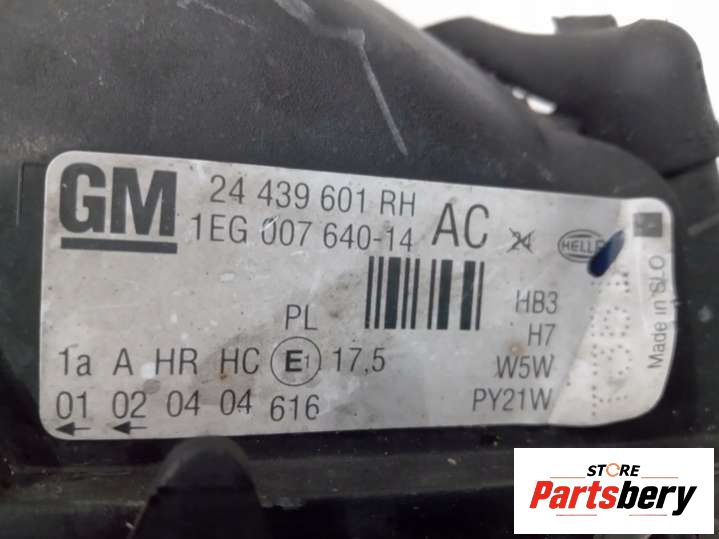 GM 24 439 601 RH
1EG 007 640-14 AC 24 HELLA
HB3
PL H7
1a A HR HC E1 17,5 W5W
01 02 04 04 616 PY21W
Made in SLO
STORE
Partsbery